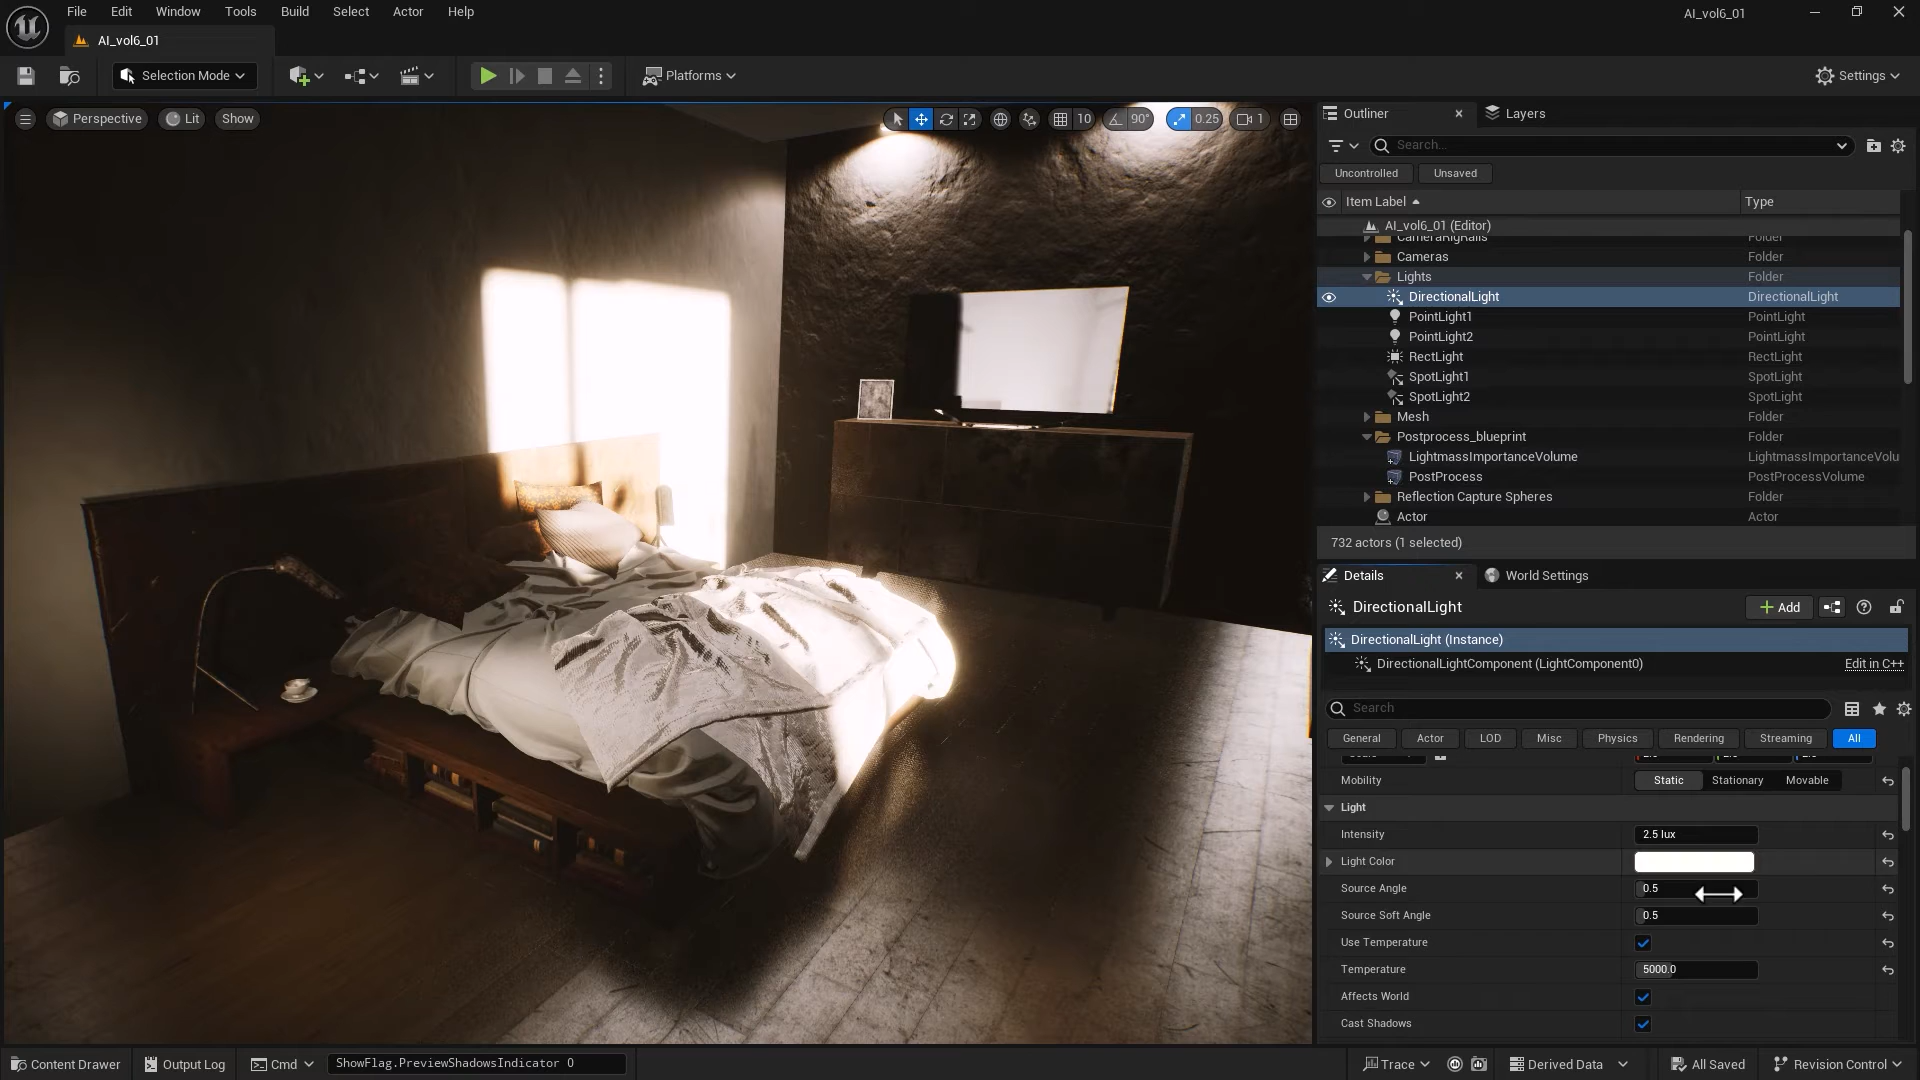 File Edit Window Tools Build Select Actor Help
AI_vol6_01
AI_vol6_01
Selection Mode
Platforms
Settings
Perspective Lit Show
10 90° 0.25 1
Outliner
Layers
Search...
Uncontrolled Unsaved
Item Label Type
AI_vol6_01 (Editor)
CameraRigRails Folder
Cameras Folder
Lights Folder
DirectionalLight DirectionalLight
PointLight1 PointLight
PointLight2 PointLight
RectLight RectLight
SpotLight1 SpotLight
SpotLight2 SpotLight
Mesh Folder
Postprocess_blueprint Folder
LightmassImportanceVolume LightmassImportanceVolu
PostProcess PostProcessVolume
Reflection Capture Spheres Folder
Actor Actor
732 actors (1 selected)
Details
World Settings
DirectionalLight
Add
DirectionalLight (Instance)
DirectionalLightComponent (LightComponent0) Edit in C++
Search
General Actor LOD Misc Physics Rendering Streaming All
Mobility Static Stationary Movable
Light
Intensity 2.5 lux
Light Color
Source Angle 0.5
Source Soft Angle 0.5
Use Temperature
Temperature 5000.0
Affects World
Cast Shadows
Content Drawer Output Log Cmd ShowFlag.PreviewShadowsIndicator 0 Trace Derived Data All Saved Revision Control